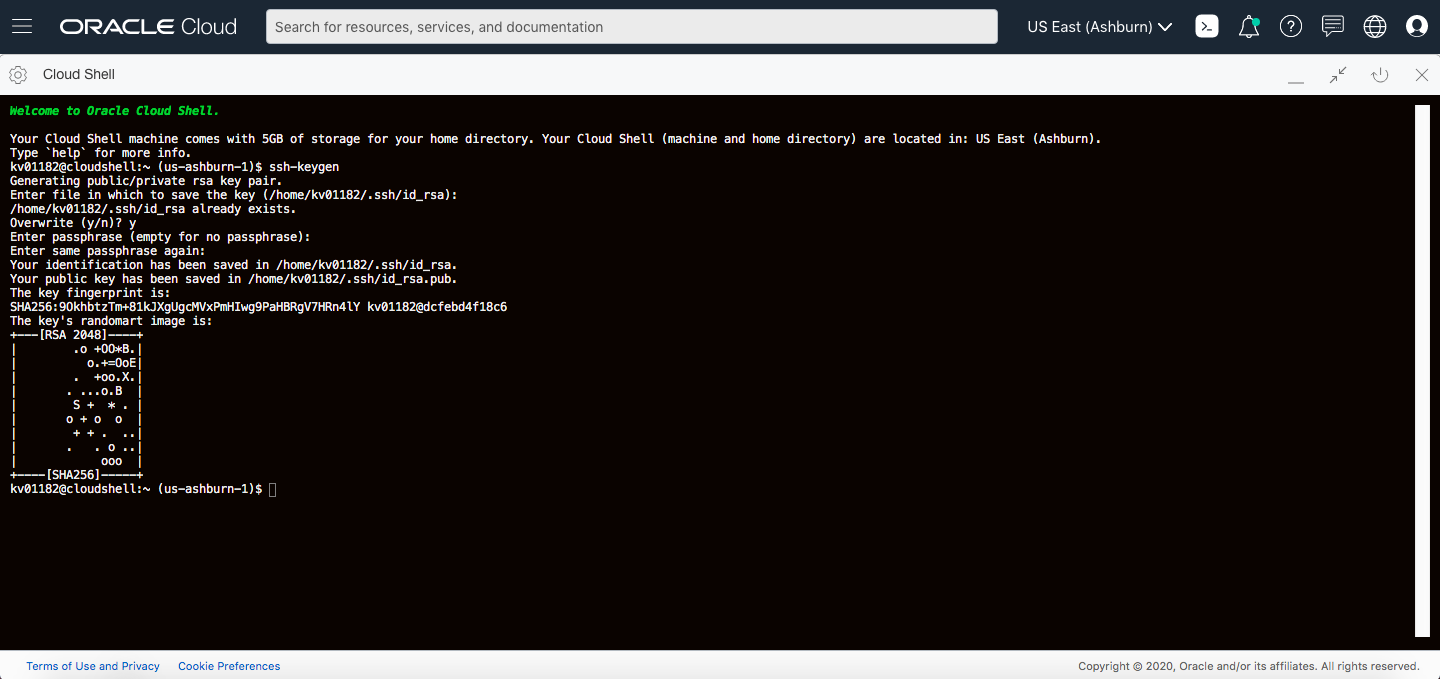 ORACLE Cloud
Search for resources, services, and documentation
US East (Ashburn)
Cloud Shell
Welcome to Oracle Cloud Shell.
Your Cloud Shell machine comes with 5GB of storage for your home directory. Your Cloud Shell (machine and home directory) are located in: US East (Ashburn).
Type `help` for more info.
kv01182@cloudshell:~ (us-ashburn-1)$ ssh-keygen
Generating public/private rsa key pair.
Enter file in which to save the key (/home/kv01182/.ssh/id_rsa):
/home/kv01182/.ssh/id_rsa already exists.
Overwrite (y/n)? y
Enter passphrase (empty for no passphrase):
Enter same passphrase again:
Your identification has been saved in /home/kv01182/.ssh/id_rsa.
Your public key has been saved in /home/kv01182/.ssh/id_rsa.pub.
The key fingerprint is:
SHA256:9OkhbtzTm+81kJXgUgcMVxPmHIwg9PaHBRgV7HRn4lY kv01182@dcfebd4f18c6
The key's randomart image is:
+---[RSA 2048]----+
|        .o +OO*B.|
|          o.+=OoE|
|        .  +oo.X.|
|       . ...o.B  |
|        S +  * . |
|       o + o  o  |
|        + + .  ..|
|       .   . o ..|
|            ooo  |
+----[SHA256]-----+
kv01182@cloudshell:~ (us-ashburn-1)$
Terms of Use and Privacy Cookie Preferences Copyright © 2020, Oracle and/or its affiliates. All rights reserved.